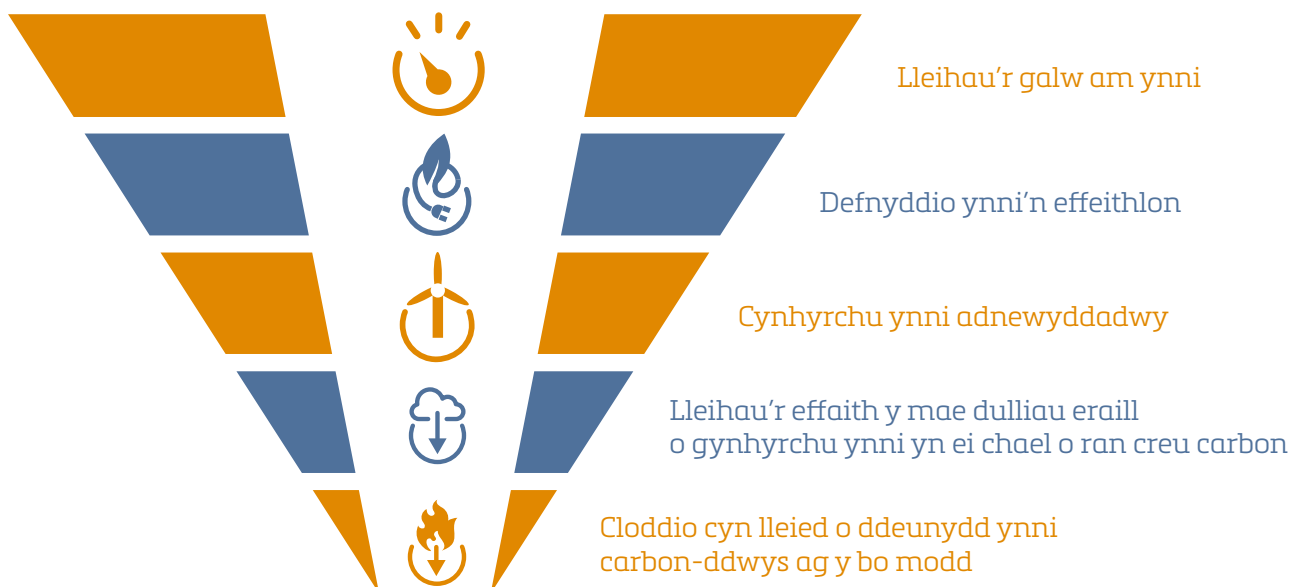 Lleihau’r galw am ynni
Defnyddio ynni’n effeithlon
Cynhyrchu ynni adnewyddadwy
Lleihau’r effaith y mae dulliau eraill
o gynhyrchu ynni yn ei chael o ran creu carbon
Cloddio cyn lleied o ddeunydd ynni
carbon-ddwys ag y bo modd